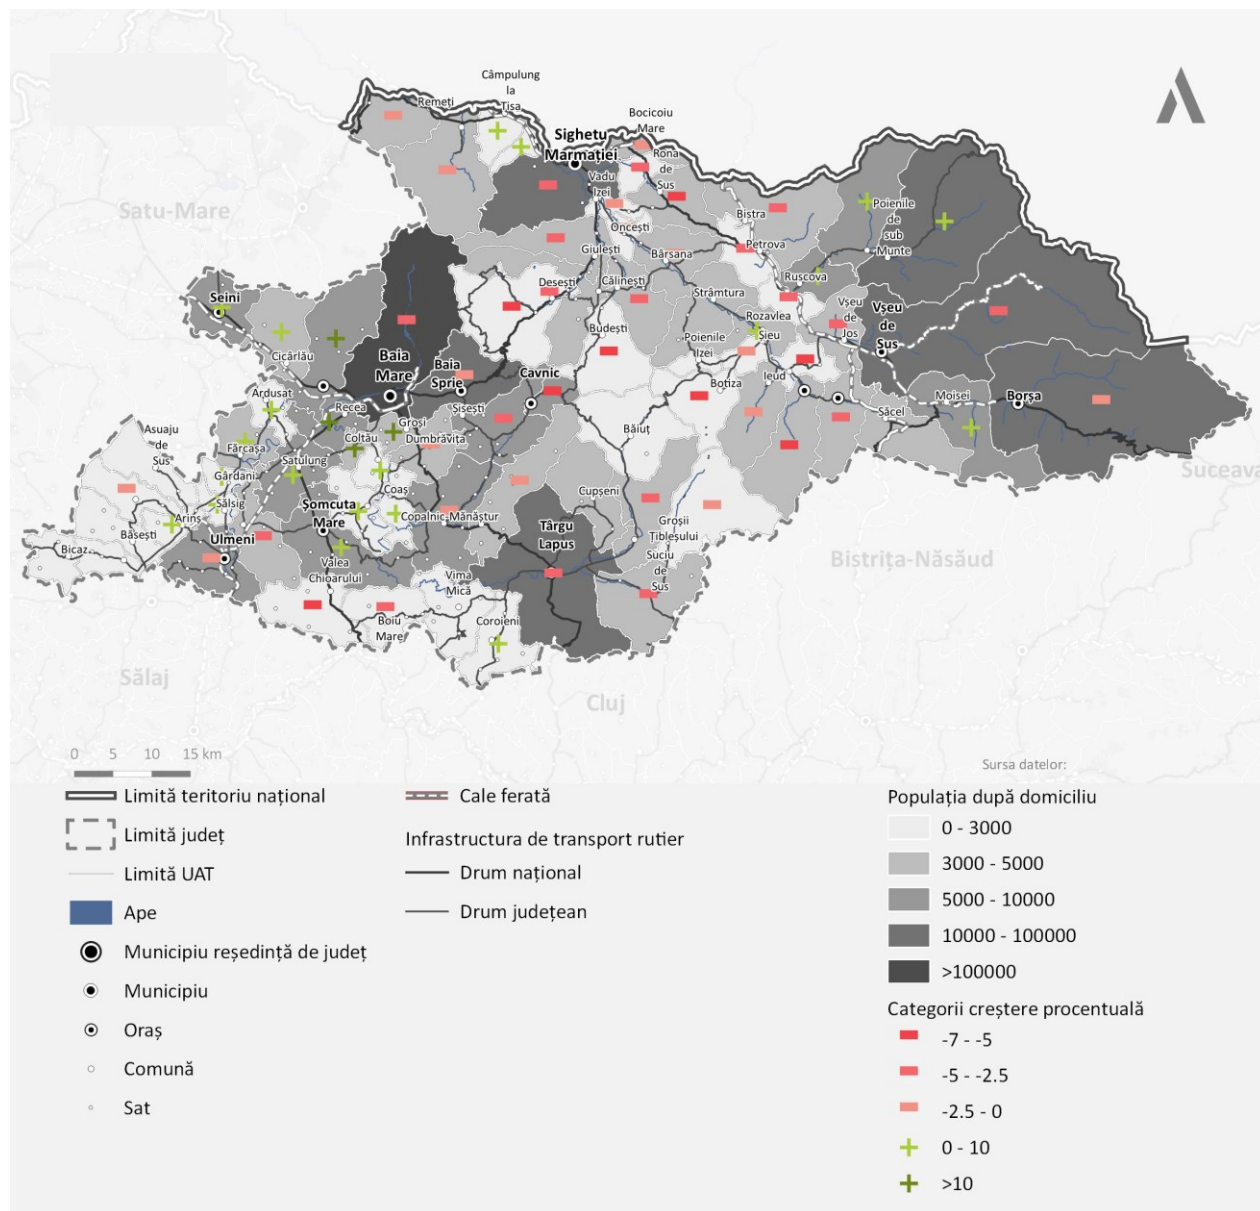 Câmpulung
la
Tisa
Remeți
Bocicoiu
Mare
Sighetu
Marmației
Rona
de
Sus
Vadu
Izei
Satu-Mare
Bistra
Poienile
de
sub
Munte
Oncești
Petrova
Giulești
Bârsana
Ruscova
Desești
Călinești
Seini
Strâmtura
Vșeu
de
Jos
Vșeu
de
Sus
Rozavlea
Șieu
Budești
Poienile
Izei
Cicârlău
Baia
Mare
Baia
Sprie
Cavnic
Ieud
Botiza
Ardusat
Recea
Șisești
Săcel
Moisei
Borșa
Asuaju
de
Sus
Groși
Coltău
Dumbrăvița
Băiuț
Fărcașa
Satulung
Suceava
Gârdani
Coaș
Cupșeni
Sălsig
Șomcuta
Mare
Copalnic-Mănăștur
Arinș
Băsești
Ulmeni
Târgu
Lapus
Groșii
Țibleșului
Bicaz
Suciu
de
Sus
Bistrița-Năsăud
Valea
Chioarului
Vima
Mică
Boiu
Mare
Coroieni
Sălaj
Cluj
0 5 10 15 km
Sursa datelor:
Limită teritoriu național
Limită județ
Limită UAT
Ape
Municipiu reședință de județ
Municipiu
Oraș
Comună
Sat
Cale ferată
Infrastructura de transport rutier
Drum național
Drum județean
Populația după domiciliu
0 - 3000
3000 - 5000
5000 - 10000
10000 - 100000
>100000
Categorii creștere procentuală
-7 - -5
-5 - -2.5
-2.5 - 0
0 - 10
>10